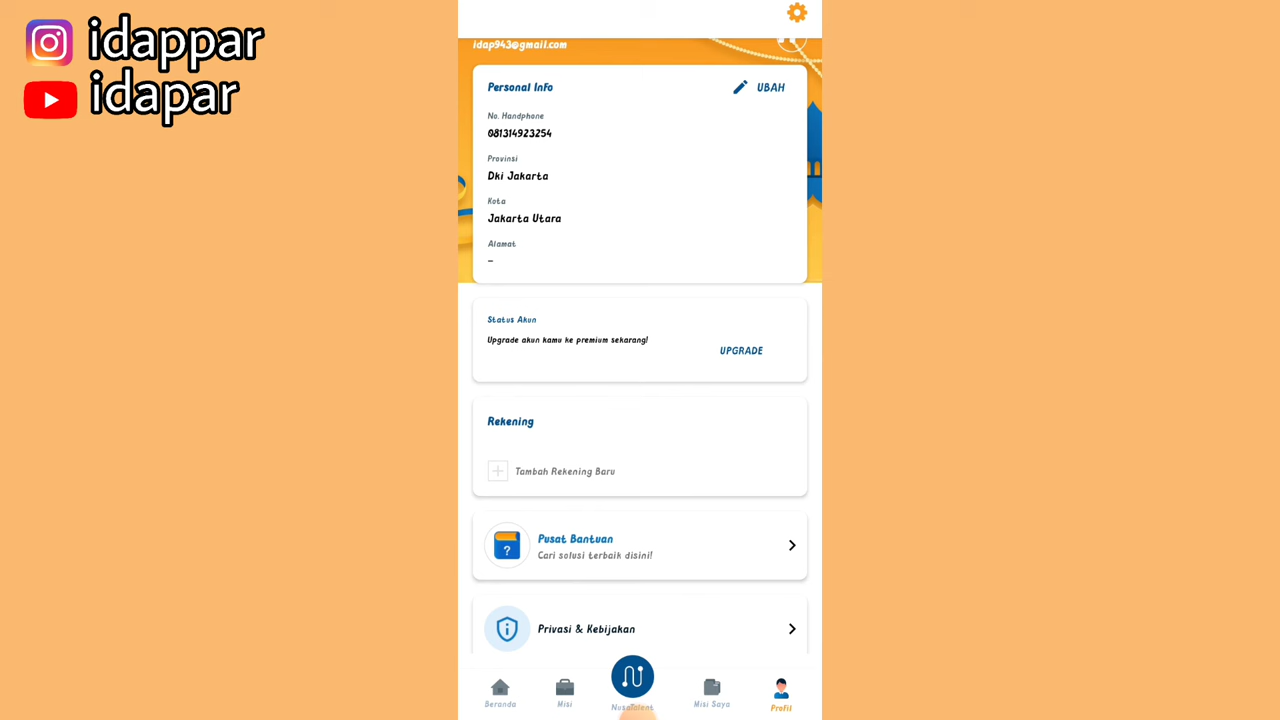 idappar
idapar
idap943@gmail.com
Personal Info
UBAH
No. Handphone
081314923254
Provinsi
Dki Jakarta
Kota
Jakarta Utara
Alamat
-
Status Akun
Upgrade akun kamu ke premium sekarang!
UPGRADE
Rekening
Tambah Rekening Baru
Pusat Bantuan
Cari solusi terbaik disini!
Privasi & Kebijakan
Beranda
Misi
NusaTalent
Misi Saya
Profil